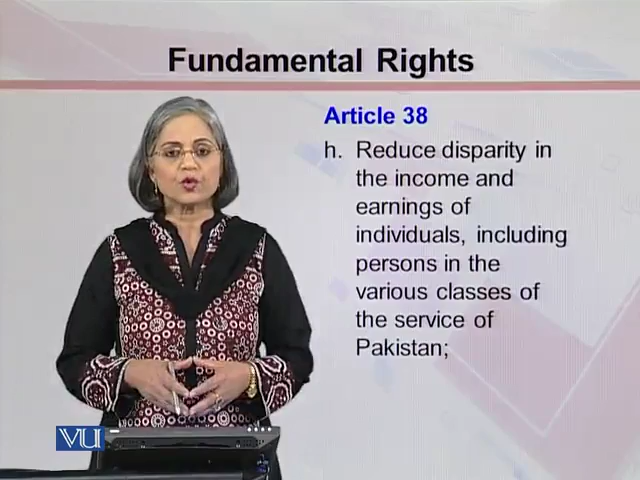 Fundamental Rights
Article 38
h. Reduce disparity in
the income and
earnings of
individuals, including
persons in the
various classes of
the service of
Pakistan;
VU